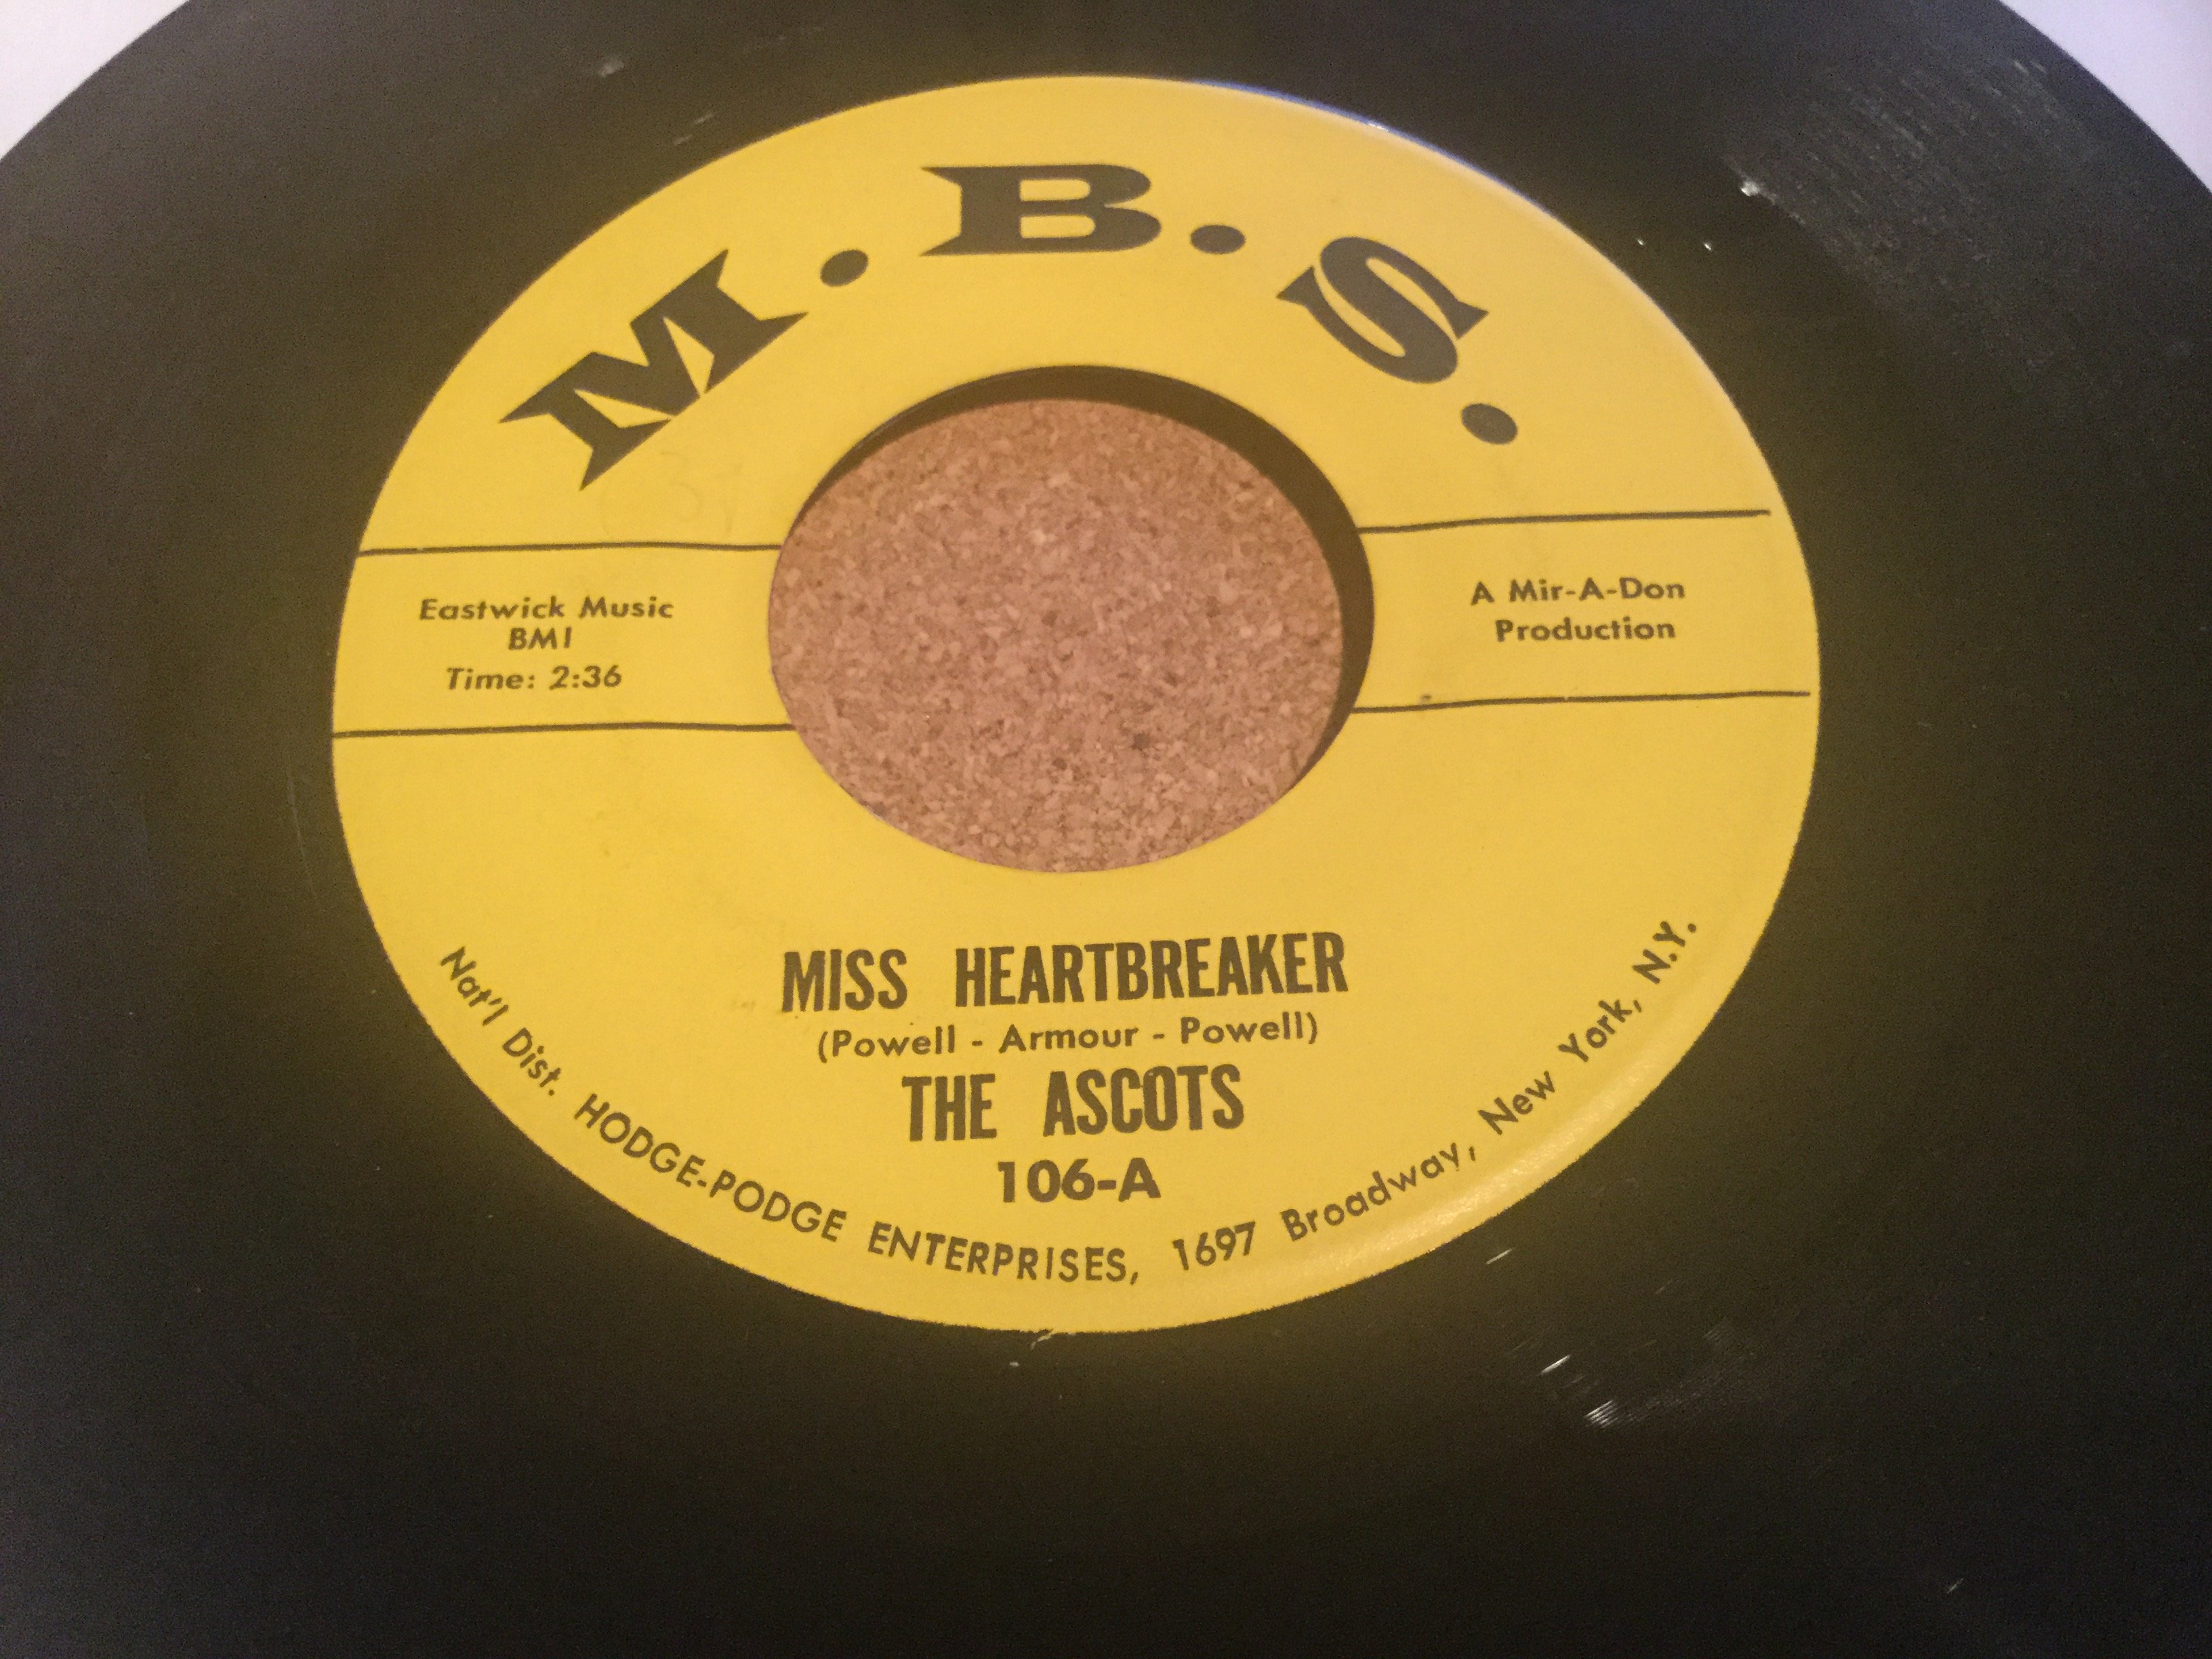 M.B.S.
Eastwick Music
BMI
Time: 2:36
A Mir-A-Don
Production
MISS HEARTBREAKER
(Powell - Armour - Powell)
THE ASCOTS
106-A
Nat'l Dist. HODGE-PODGE ENTERPRISES, 1697 Broadway, New York, N.Y.